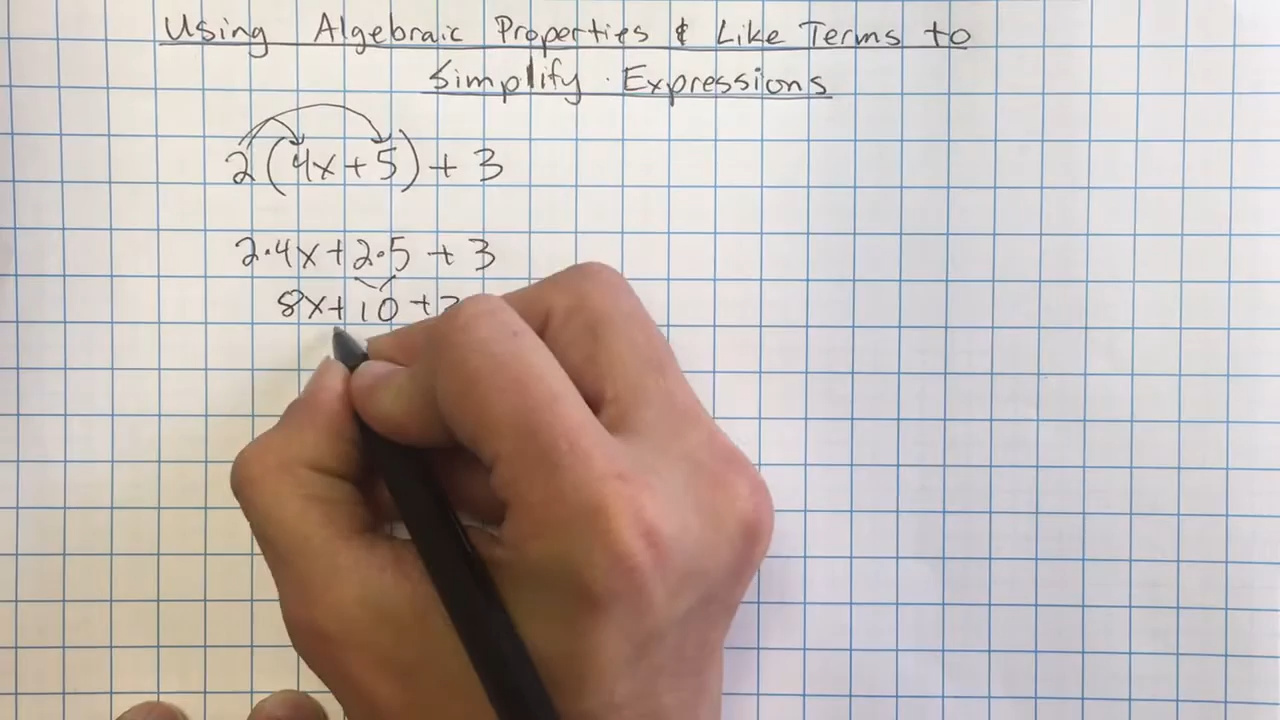 Using Algebraic Properties & Like Terms to
Simplify Expressions
2(4x+5)+3
2·4x+2·5+3
8x+10+